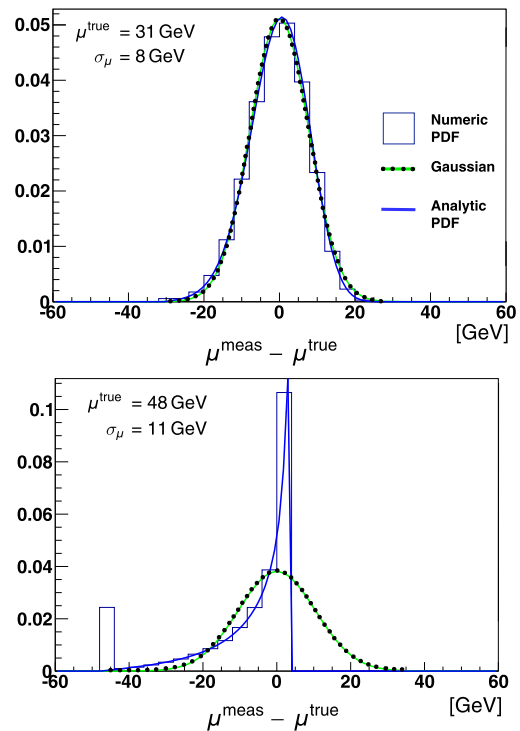 0.05
0.04
0.03
0.02
0.01
0
μ^true = 31 GeV
σ_μ = 8 GeV
Numeric
PDF
Gaussian
Analytic
PDF
-60 -40 -20 0 20 40 60
[GeV]
μ^meas − μ^true
0.1
0.08
0.06
0.04
0.02
0
μ^true = 48 GeV
σ_μ = 11 GeV
-60 -40 -20 0 20 40 60
[GeV]
μ^meas − μ^true